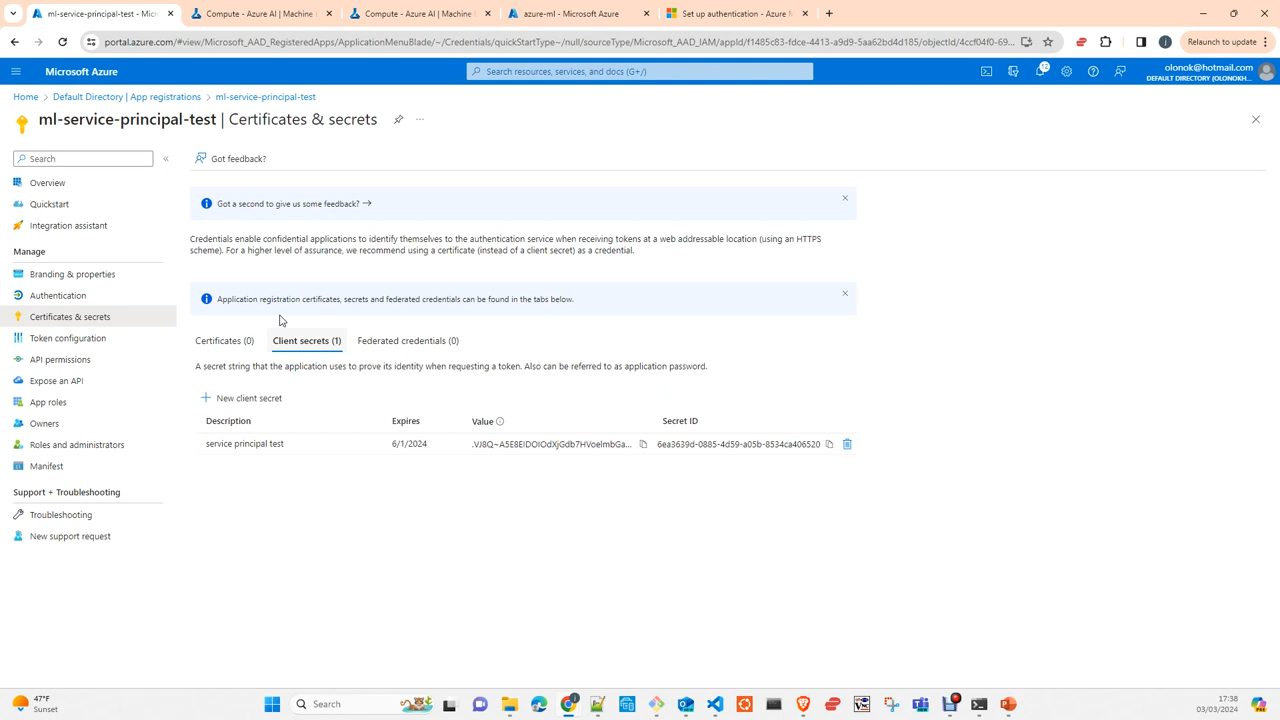 ml-service-principal-test - Micr
Compute - Azure AI | Machine L
Compute - Azure AI | Machine L
azure-ml - Microsoft Azure
Set up authentication - Azure M
portal.azure.com/#view/Microsoft_AAD_RegisteredApps/ApplicationMenuBlade/~/Credentials/quickStartType~/null/sourceType/Microsoft_AAD_IAM/appId/f1485c83-fdce-4413-a9d9-5aa62bd4d185/objectId/4ccf04f0-69...
Relaunch to update
Microsoft Azure
Search resources, services, and docs (G+/)
12
olonok@hotmail.com
DEFAULT DIRECTORY (OLONOKH...
Home > Default Directory | App registrations > ml-service-principal-test
ml-service-principal-test | Certificates & secrets
Search
Got feedback?
Overview
Quickstart
Integration assistant
Manage
Branding & properties
Authentication
Certificates & secrets
Token configuration
API permissions
Expose an API
App roles
Owners
Roles and administrators
Manifest
Support + Troubleshooting
Troubleshooting
New support request
Got a second to give us some feedback?
Credentials enable confidential applications to identify themselves to the authentication service when receiving tokens at a web addressable location (using an HTTPS
scheme). For a higher level of assurance, we recommend using a certificate (instead of a client secret) as a credential.
Application registration certificates, secrets and federated credentials can be found in the tabs below.
Certificates (0) Client secrets (1) Federated credentials (0)
A secret string that the application uses to prove its identity when requesting a token. Also can be referred to as application password.
New client secret
Description Expires Value Secret ID
service principal test 6/1/2024 6ea3639d-0885-4d59-a05b-8534ca406520
47°F
Sunset
Search
17:38
03/03/2024